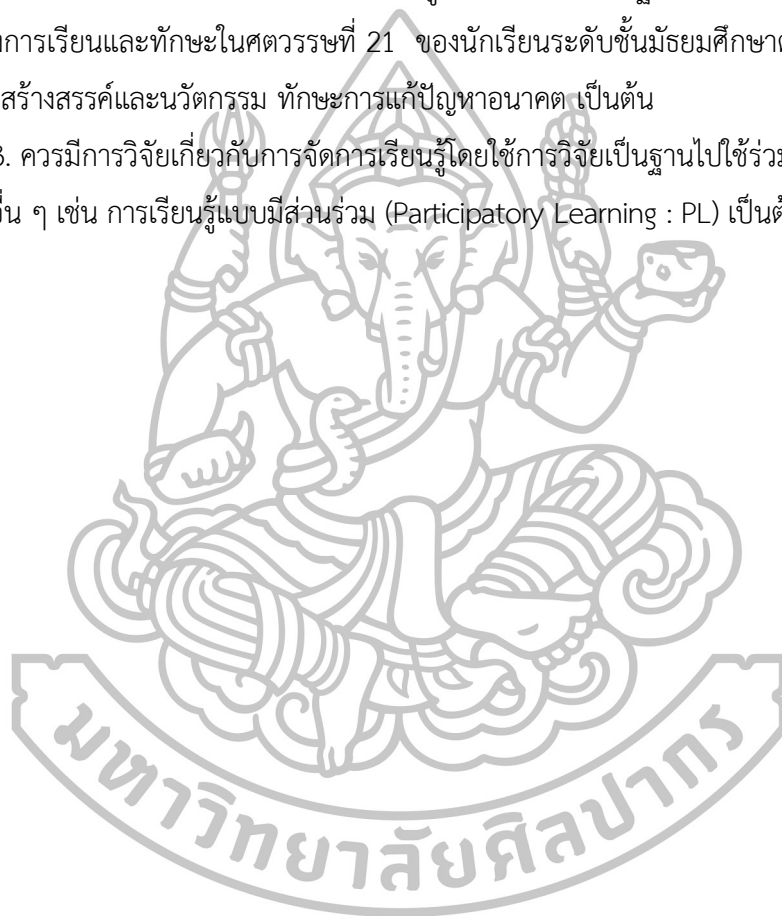 การเรียนและทักษะในศตวรรษที่ 21 ของนักเรียนระดับชั้นมัธยมศึกษา
สร้างสรรค์และนวัตกรรม ทักษะการแก้ปัญหาอนาคต เป็นต้น
3. ควรมีการวิจัยเกี่ยวกับการจัดการเรียนรู้โดยใช้การวิจัยเป็นฐานไปใช้ร่วม
อื่น ๆ เช่น การเรียนรู้แบบมีส่วนร่วม (Participatory Learning : PL) เป็นต้
มหาวิทยาลัยศิลปากร